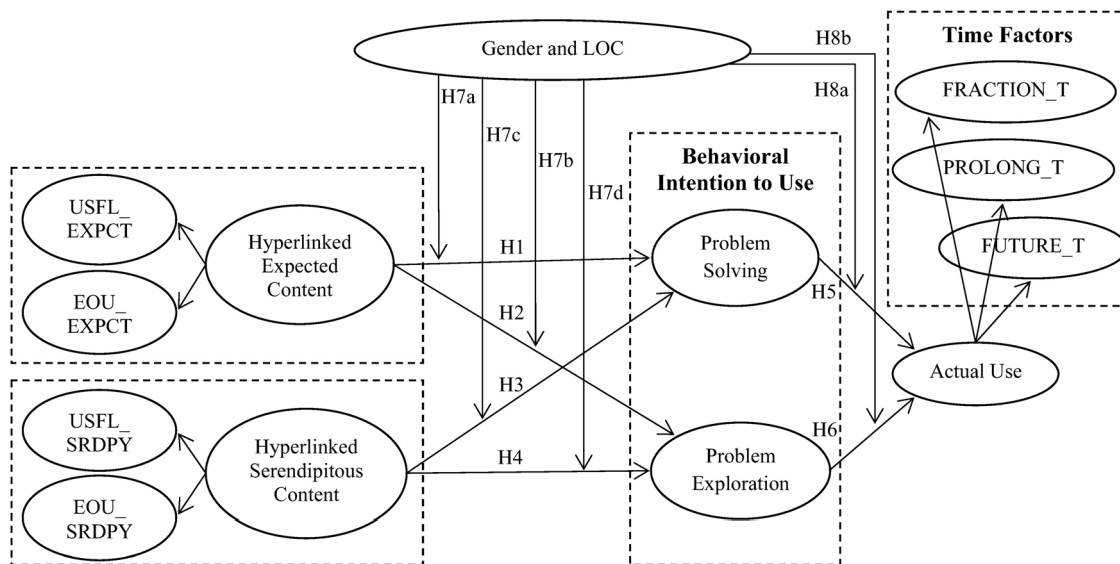 Gender and LOC
H8b
H8a
Time Factors
FRACTION_T
PROLONG_T
FUTURE_T
H7a
H7c
H7b
H7d
Behavioral
Intention to Use
USFL_
EXPCT
EOU_
EXPCT
Hyperlinked
Expected
Content
H1
H2
Problem
Solving
H5
Actual Use
USFL_
SRDPY
EOU_
SRDPY
Hyperlinked
Serendipitous
Content
H3
H4
Problem
Exploration
H6